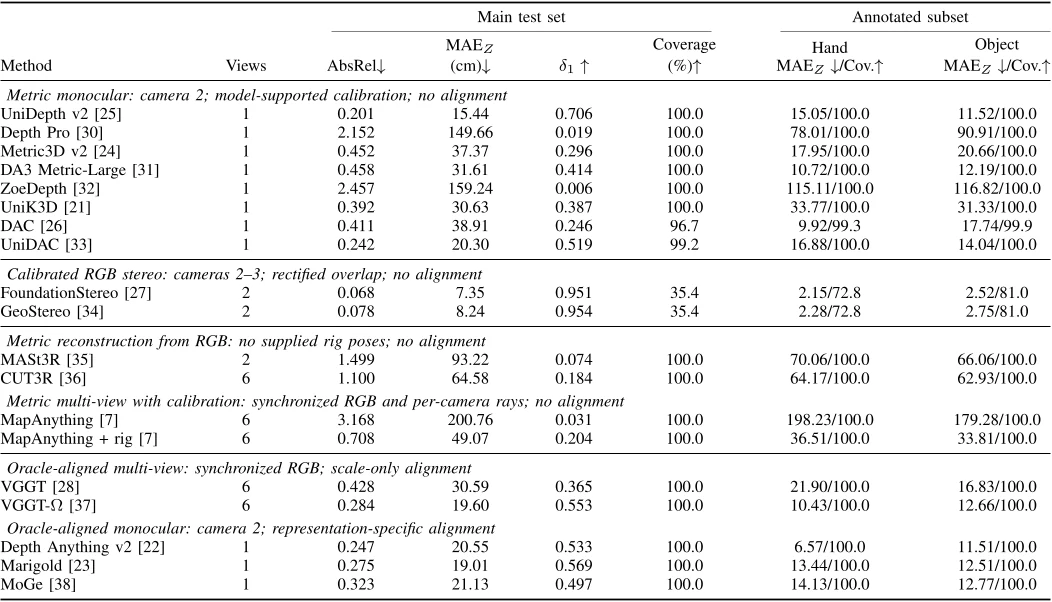 Main test set Annotated subset
MAE_Z Coverage Hand Object
Method Views AbsRel↓ (cm)↓ δ₁ ↑ (%)↑ MAE_Z ↓/Cov.↑ MAE_Z ↓/Cov.↑
Metric monocular: camera 2; model-supported calibration; no alignment
UniDepth v2 [25] 1 0.201 15.44 0.706 100.0 15.05/100.0 11.52/100.0
Depth Pro [30] 1 2.152 149.66 0.019 100.0 78.01/100.0 90.91/100.0
Metric3D v2 [24] 1 0.452 37.37 0.296 100.0 17.95/100.0 20.66/100.0
DA3 Metric-Large [31] 1 0.458 31.61 0.414 100.0 10.72/100.0 12.19/100.0
ZoeDepth [32] 1 2.457 159.24 0.006 100.0 115.11/100.0 116.82/100.0
UniK3D [21] 1 0.392 30.63 0.387 100.0 33.77/100.0 31.33/100.0
DAC [26] 1 0.411 38.91 0.246 96.7 9.92/99.3 17.74/99.9
UniDAC [33] 1 0.242 20.30 0.519 99.2 16.88/100.0 14.04/100.0
Calibrated RGB stereo: cameras 2–3; rectified overlap; no alignment
FoundationStereo [27] 2 0.068 7.35 0.951 35.4 2.15/72.8 2.52/81.0
GeoStereo [34] 2 0.078 8.24 0.954 35.4 2.28/72.8 2.75/81.0
Metric reconstruction from RGB: no supplied rig poses; no alignment
MASt3R [35] 2 1.499 93.22 0.074 100.0 70.06/100.0 66.06/100.0
CUT3R [36] 6 1.100 64.58 0.184 100.0 64.17/100.0 62.93/100.0
Metric multi-view with calibration: synchronized RGB and per-camera rays; no alignment
MapAnything [7] 6 3.168 200.76 0.031 100.0 198.23/100.0 179.28/100.0
MapAnything + rig [7] 6 0.708 49.07 0.204 100.0 36.51/100.0 33.81/100.0
Oracle-aligned multi-view: synchronized RGB; scale-only alignment
VGGT [28] 6 0.428 30.59 0.365 100.0 21.90/100.0 16.83/100.0
VGGT-Ω [37] 6 0.284 19.60 0.553 100.0 10.43/100.0 12.66/100.0
Oracle-aligned monocular: camera 2; representation-specific alignment
Depth Anything v2 [22] 1 0.247 20.55 0.533 100.0 6.57/100.0 11.51/100.0
Marigold [23] 1 0.275 19.01 0.569 100.0 13.44/100.0 12.51/100.0
MoGe [38] 1 0.323 21.13 0.497 100.0 14.13/100.0 12.77/100.0